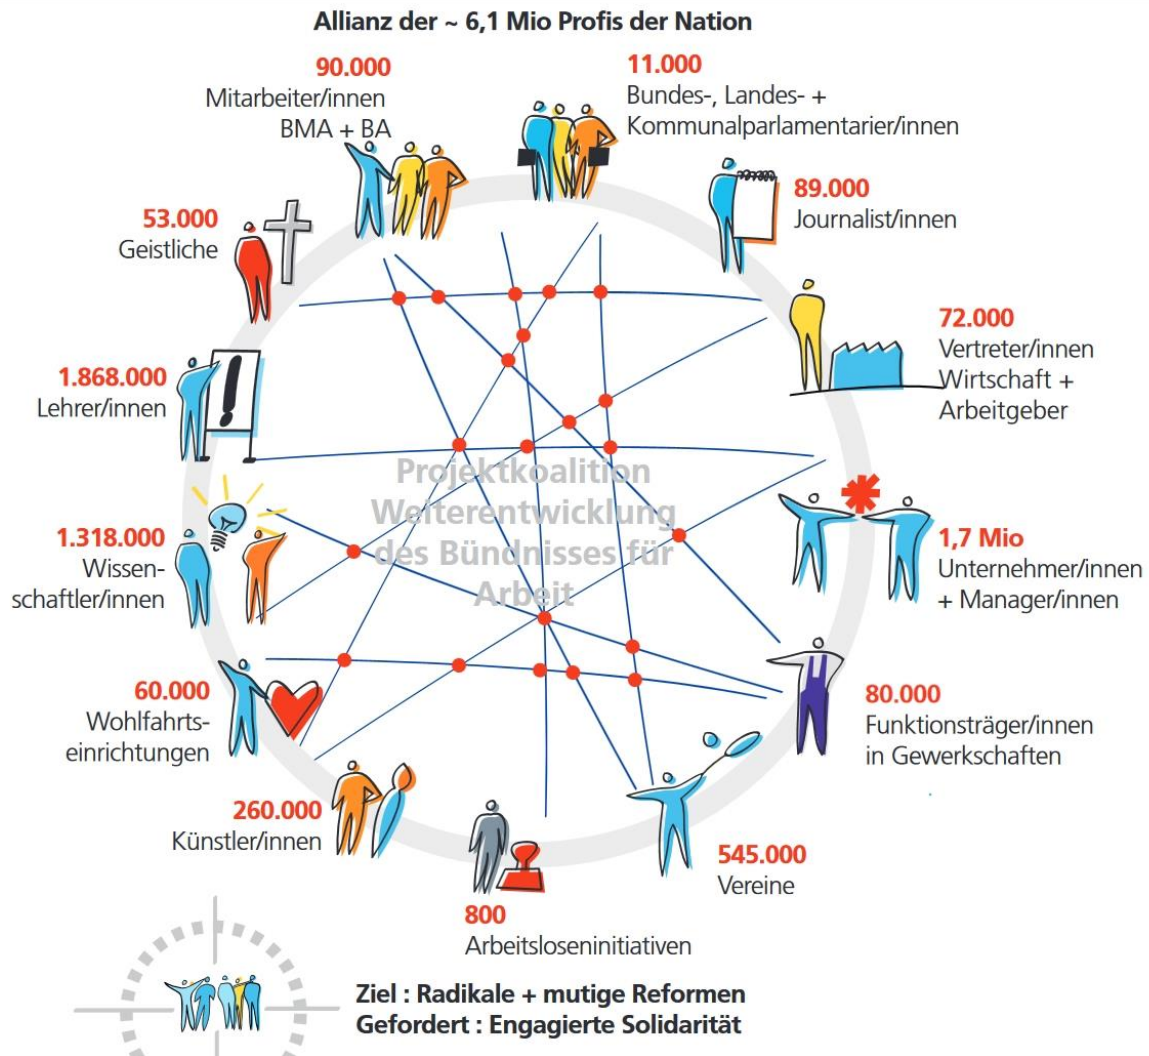 Allianz der ~ 6,1 Mio Profis der Nation
90.000
Mitarbeiter/innen
BMA + BA
11.000
Bundes-, Landes- +
Kommunalparlamentarier/innen
89.000
Journalist/innen
53.000
Geistliche
72.000
Vertreter/innen
Wirtschaft +
Arbeitgeber
1.868.000
Lehrer/innen
!
Projektkoalition
Weiterentwicklung
des Bündnisses für
Arbeit
1.318.000
Wissen-
schaftler/innen
1,7 Mio
Unternehmer/innen
+ Manager/innen
60.000
Wohlfahrts-
einrichtungen
80.000
Funktionsträger/innen
in Gewerkschaften
260.000
Künstler/innen
545.000
Vereine
800
Arbeitsloseninitiativen
Ziel : Radikale + mutige Reformen
Gefordert : Engagierte Solidarität